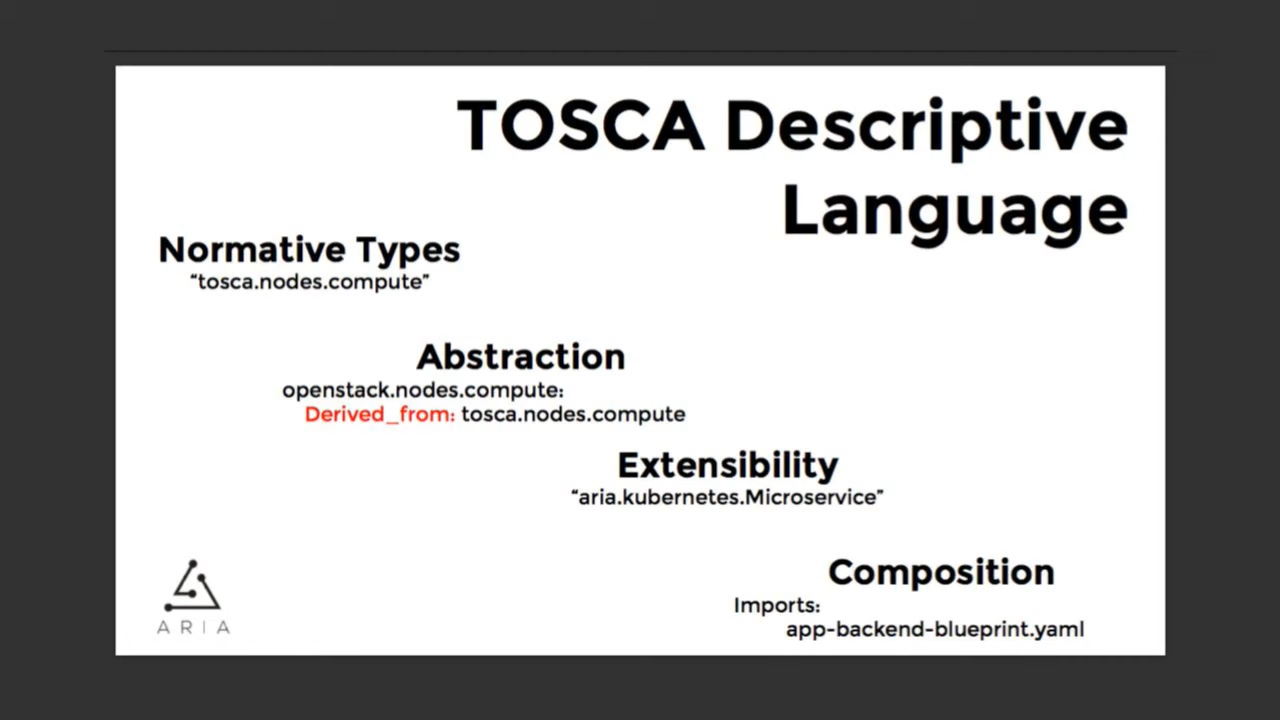 TOSCA Descriptive
Language
Normative Types
“tosca.nodes.compute”
Abstraction
openstack.nodes.compute:
Derived_from: tosca.nodes.compute
Extensibility
“aria.kubernetes.Microservice”
Composition
Imports:
app-backend-blueprint.yaml
ARIA